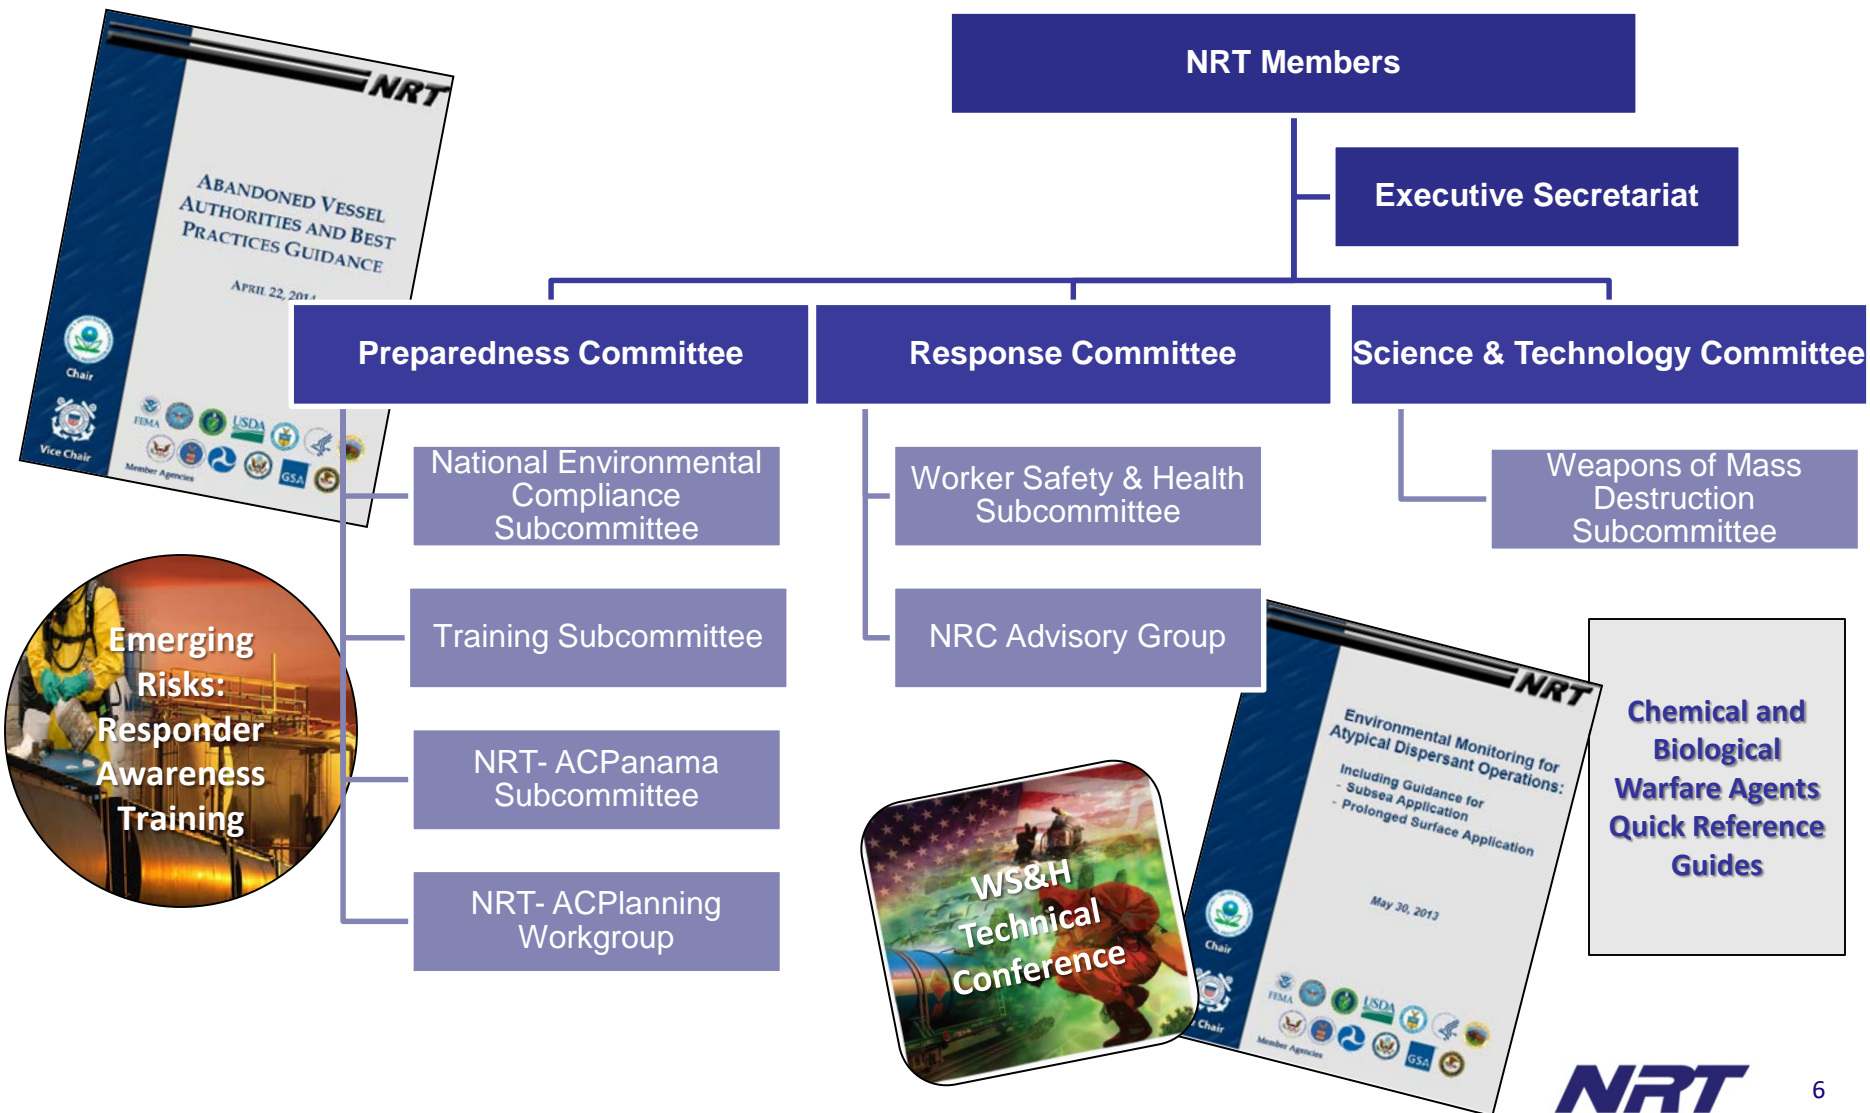 NRT
ABANDONED VESSEL
AUTHORITIES AND BEST
PRACTICES GUIDANCE
APRIL 22, 2014
Chair
Vice Chair
FEMA
USDA
GSA
Member Agencies
NRT Members
Executive Secretariat
Preparedness Committee
Response Committee
Science & Technology Committee
National Environmental
Compliance
Subcommittee
Training Subcommittee
NRT- ACPanama
Subcommittee
NRT- ACPlanning
Workgroup
Worker Safety & Health
Subcommittee
NRC Advisory Group
Weapons of Mass
Destruction
Subcommittee
Emerging
Risks:
Responder
Awareness
Training
WS&H
Technical
Conference
NRT
Environmental Monitoring for
Atypical Dispersant Operations:
Including Guidance for
- Subsea Application
- Prolonged Surface Application
May 30, 2013
Chair
Chair
FEMA
USDA
GSA
Member Agencies
Chemical and
Biological
Warfare Agents
Quick Reference
Guides
NRT
6